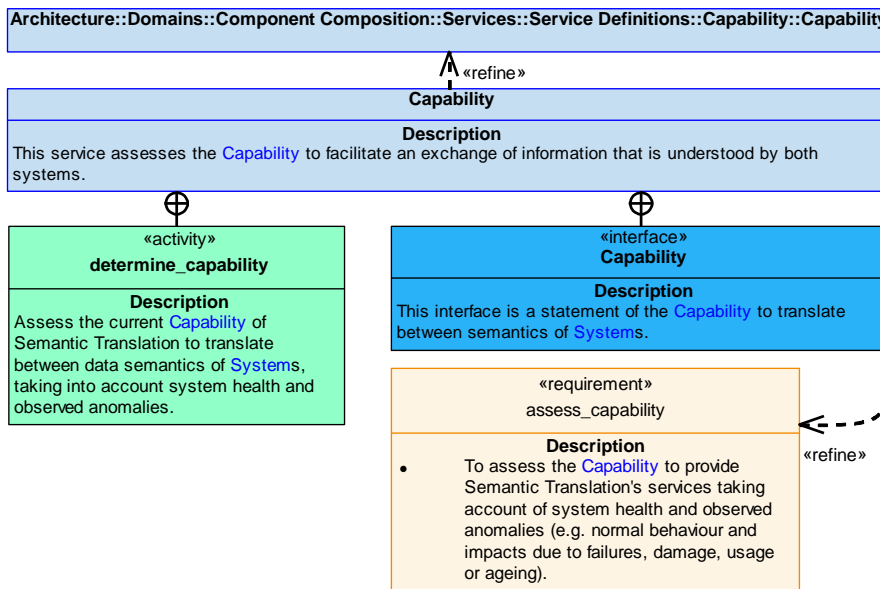 Architecture::Domains::Component Composition::Services::Service Definitions::Capability::Capability
«refine»
Capability
Description
This service assesses the Capability to facilitate an exchange of information that is understood by both
systems.
«activity»
determine_capability
Description
Assess the current Capability of
Semantic Translation to translate
between data semantics of Systems,
taking into account system health and
observed anomalies.
«interface»
Capability
Description
This interface is a statement of the Capability to translate
between semantics of Systems.
«requirement»
assess_capability
Description
• To assess the Capability to provide
Semantic Translation's services taking
account of system health and observed
anomalies (e.g. normal behaviour and
impacts due to failures, damage, usage
or ageing).
«refine»